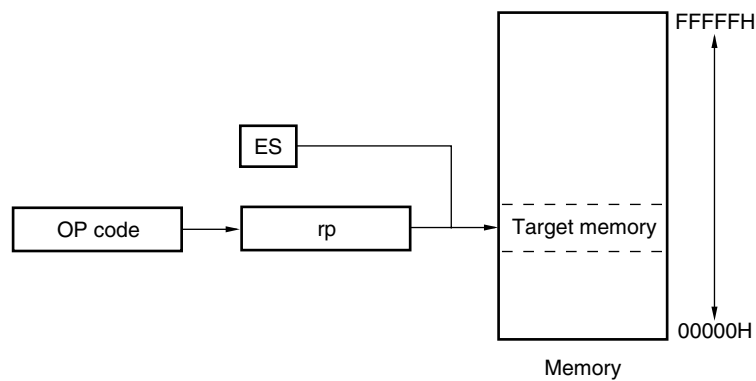 FFFFFH
ES
OP code
rp
Target memory
00000H
Memory